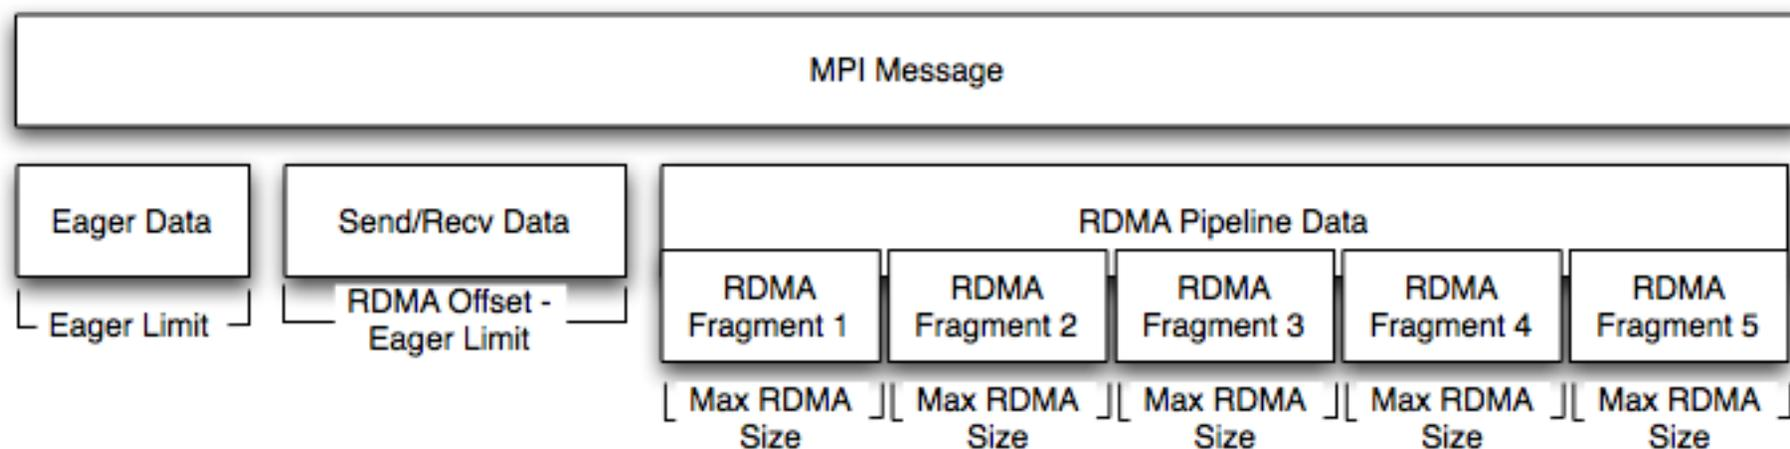 MPI Message
Eager Data
Send/Recv Data
RDMA Pipeline Data
RDMA
Fragment 1
RDMA
Fragment 2
RDMA
Fragment 3
RDMA
Fragment 4
RDMA
Fragment 5
Eager Limit
RDMA Offset -
Eager Limit
Max RDMA
Size
Max RDMA
Size
Max RDMA
Size
Max RDMA
Size
Max RDMA
Size